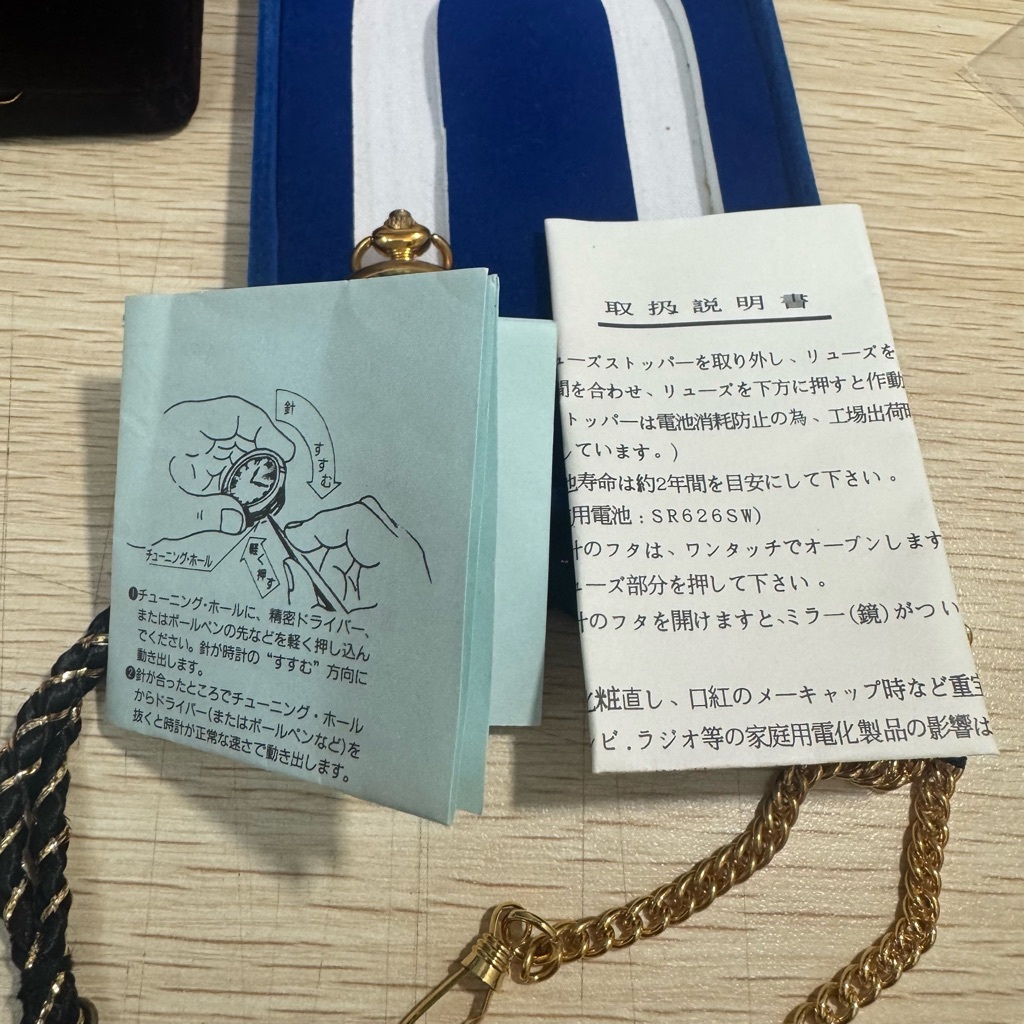 針
すすむ
チューニング・ホール
軽く押す
❶チューニング・ホールに、精密ドライバー、
またはボールペンの先などを軽く押し込ん
でください。針が時計の“すすむ”方向に
動き出します。
❷針が合ったところでチューニング・ホール
からドライバー(またはボールペンなど)を
抜くと時計が正常な速さで動き出します。
取扱説明書
ューズストッパーを取り外し、リューズを
間を合わせ、リューズを下方に押すと作動
トッパーは電池消耗防止の為、工場出荷時
しています。)
池寿命は約2年間を目安にして下さい。
用電池:SR626SW)
計のフタは、ワンタッチでオープンします
ューズ部分を押して下さい。
計のフタを開けますと、ミラー(鏡)がつい
化粧直し、口紅のメーキャップ時など重宝
レビ.ラジオ等の家庭用電化製品の影響は